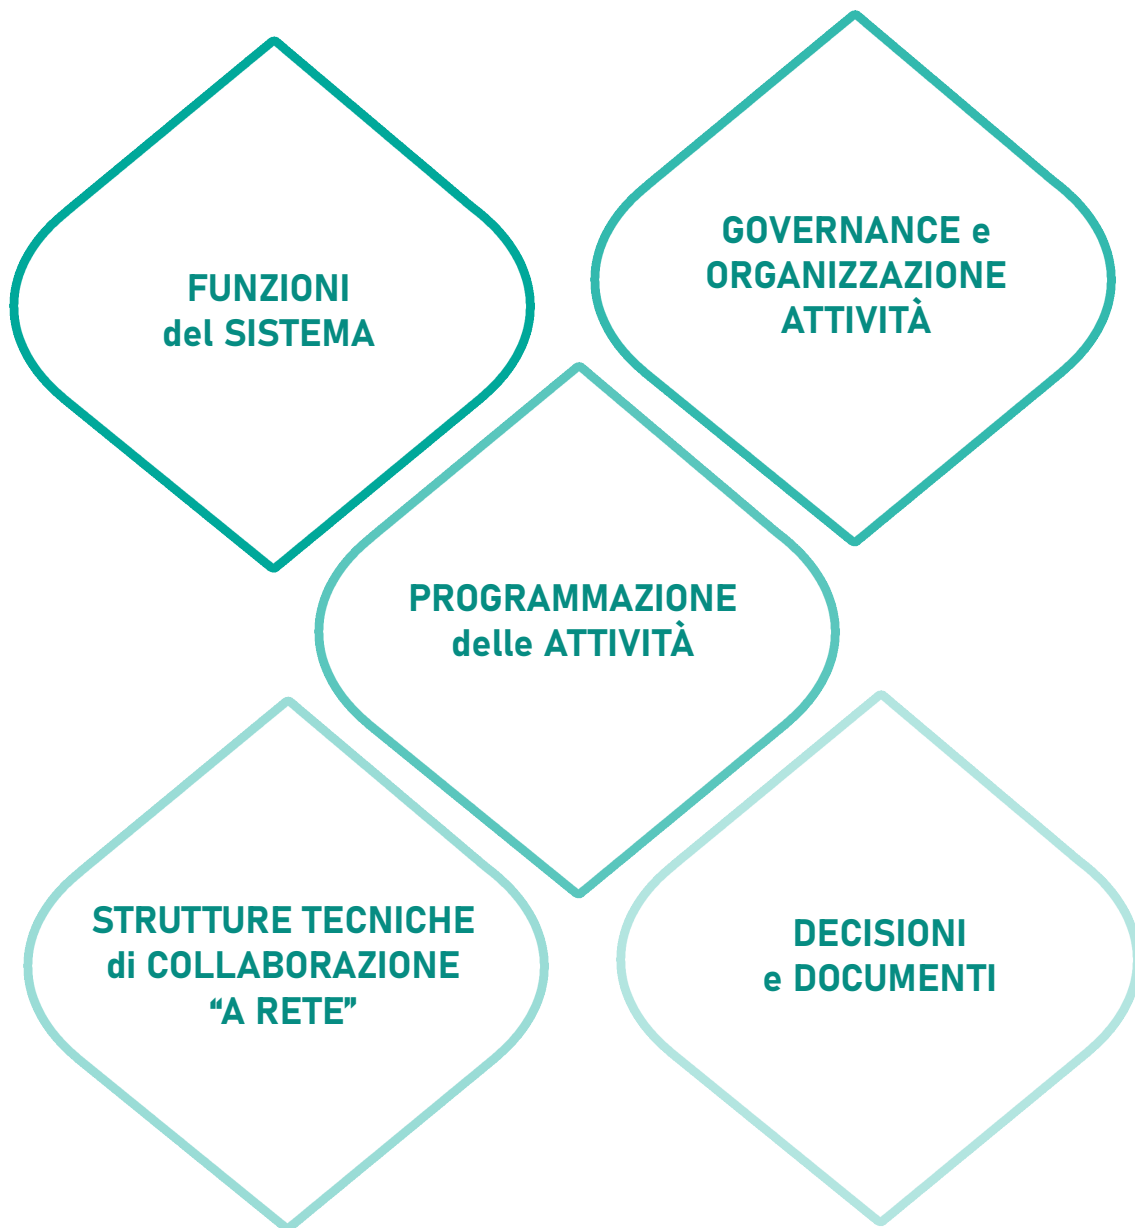 FUNZIONI
del SISTEMA
GOVERNANCE e
ORGANIZZAZIONE
ATTIVITÀ
PROGRAMMAZIONE
delle ATTIVITÀ
STRUTTURE TECNICHE
di COLLABORAZIONE
“A RETE”
DECISIONI
e DOCUMENTI